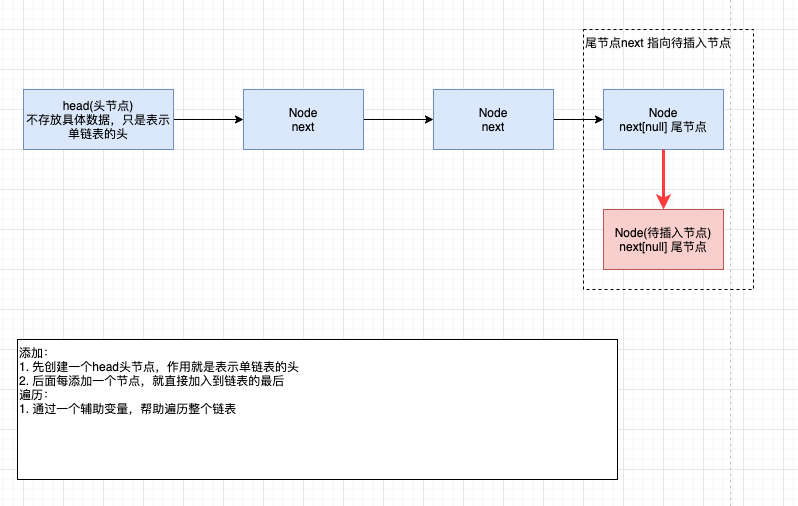 尾节点next 指向待插入节点
head(头节点)
不存放具体数据，只是表示
单链表的头
Node
next
Node
next
Node
next[null] 尾节点
Node(待插入节点)
next[null] 尾节点
添加：
1. 先创建一个head头节点，作用就是表示单链表的头
2. 后面每添加一个节点，就直接加入到链表的最后
遍历：
1. 通过一个辅助变量，帮助遍历整个链表